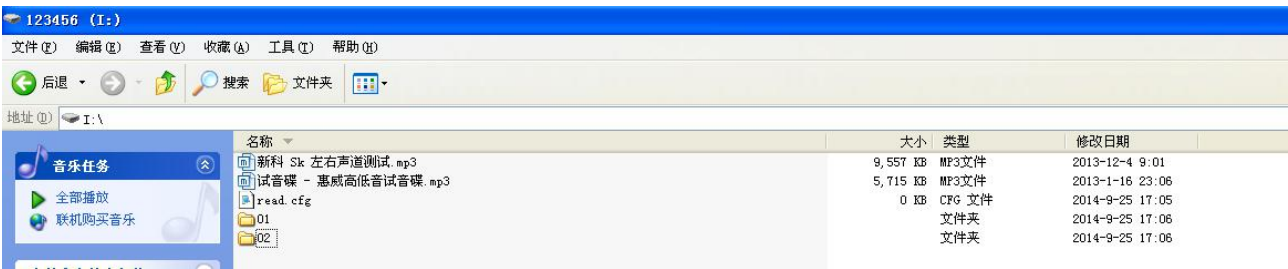 123456 (I:)
文件(F) 编辑(E) 查看(V) 收藏(A) 工具(T) 帮助(H)
后退 搜索 文件夹
地址(D) I:\
名称 大小 类型 修改日期
音乐任务
全部播放
联机购买音乐
新科 Sk 左右声道测试.mp3 9,557 KB MP3文件 2013-12-4 9:01
试音碟 - 惠威高低音试音碟.mp3 5,715 KB MP3文件 2013-1-16 23:06
read.cfg 0 KB CFG 文件 2014-9-25 17:05
01 文件夹 2014-9-25 17:06
02 文件夹 2014-9-25 17:06